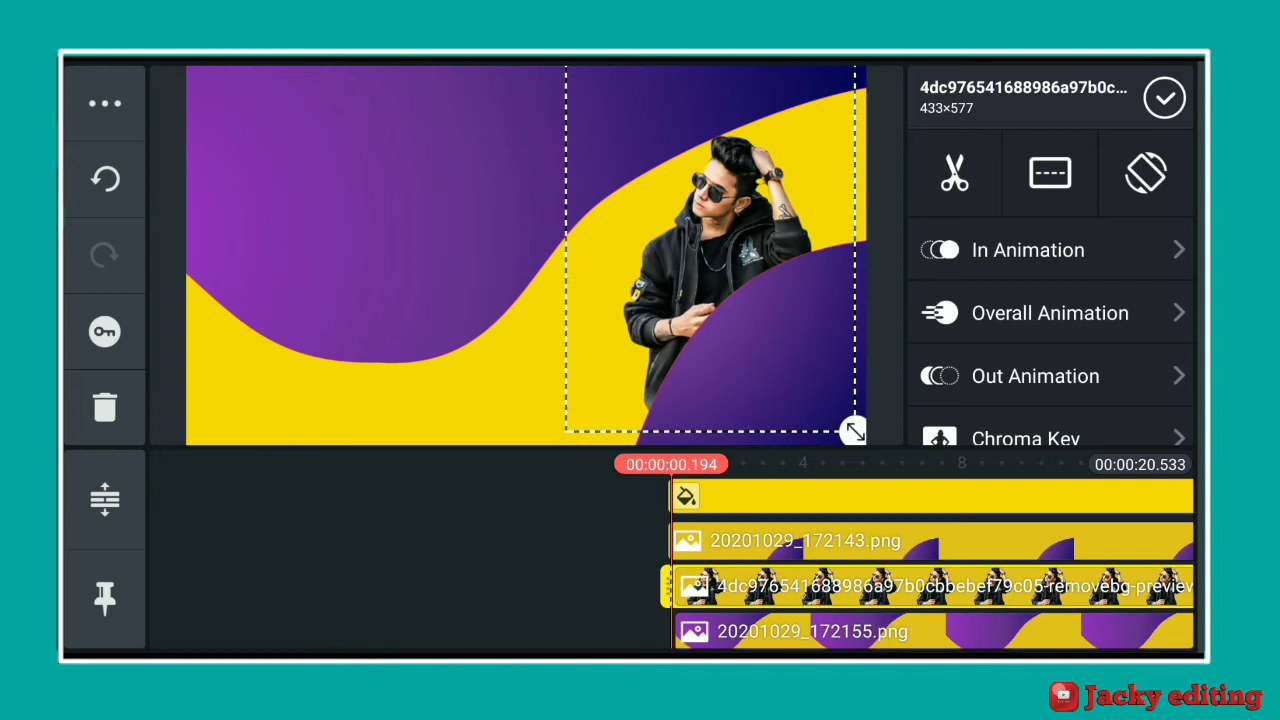 4dc976541688986a97b0c...
433×577
In Animation
Overall Animation
Out Animation
Chroma Key
00:00:00.194
4
8
00:00:20.533
20201029_172143.png
4dc976541688986a97b0cbbebef79c05-removebg-preview
20201029_172155.png
Jacky editing